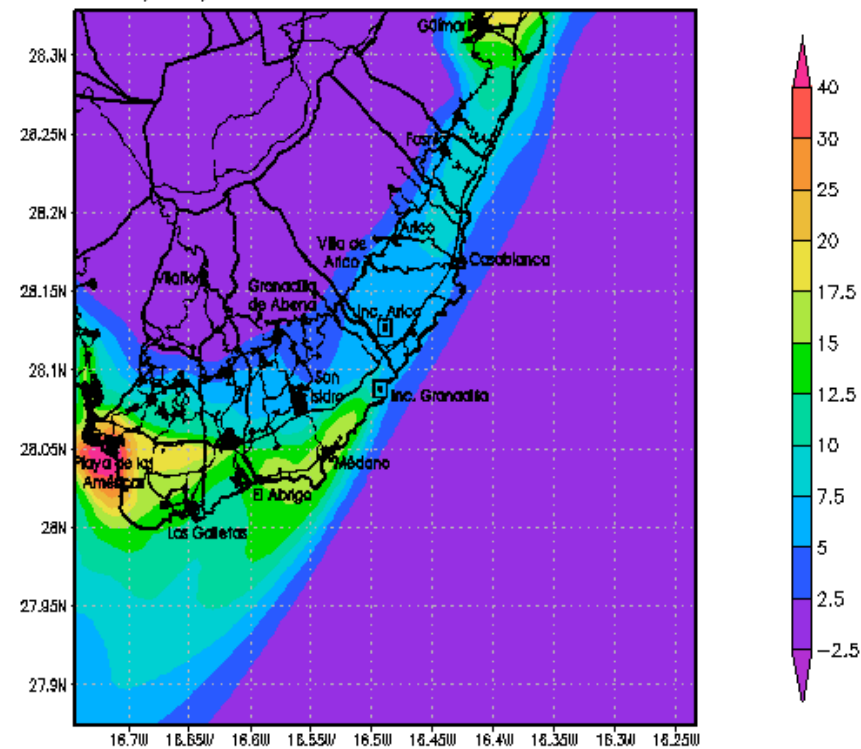 Güímar
28.3N
28.25N
Fasnia
28.2N
Arico
Villa de
Arico
Casablanca
Vilaflor
Granadilla
de Abona
28.15N
Inc. Arico
28.1N
San
Isidro
Inc. Granadilla
28.05N
Playa de las
Américas
Médano
El Abrigo
28N
Las Galletas
27.95N
27.9N
16.7W 16.65W 16.6W 16.55W 16.5W 16.45W 16.4W 16.35W 16.3W 16.25W
40
30
25
20
17.5
15
12.5
10
7.5
5
2.5
-2.5